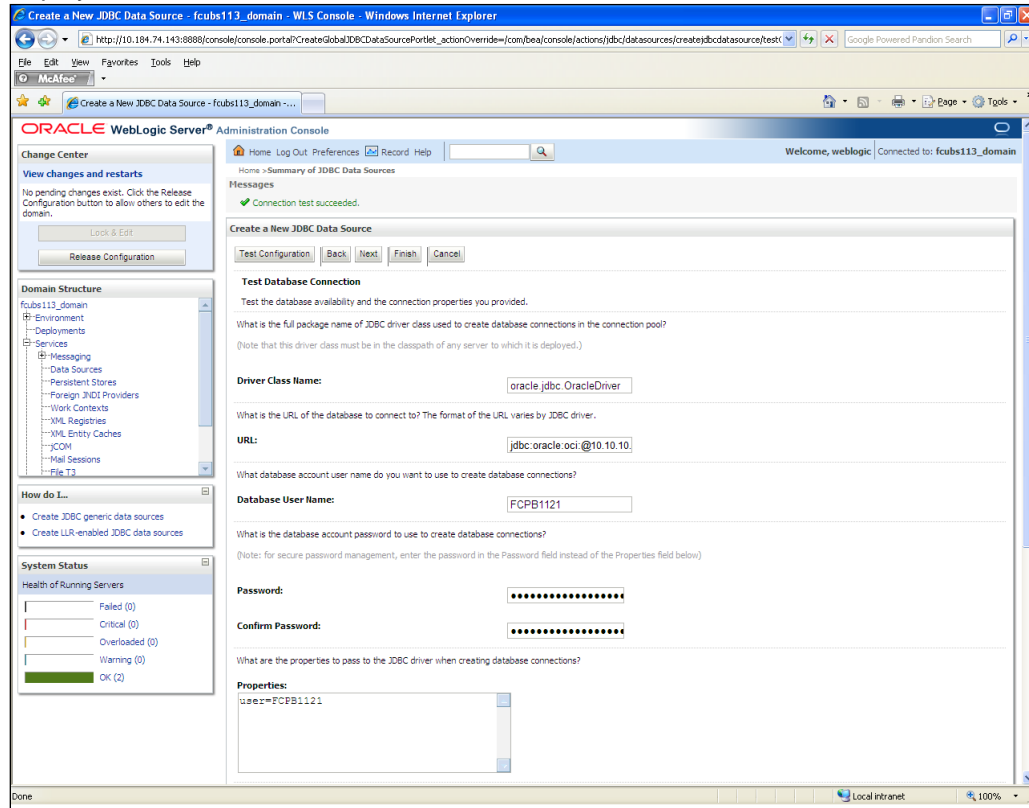 Create a New JDBC Data Source - fcubs113_domain - WLS Console - Windows Internet Explorer
http://10.184.74.143:8888/console/console.portal?CreateGlobalJDBCDataSourcePortlet_actionOverride=/com/bea/console/actions/jdbc/datasources/createjdbcdatasource/test(
Google Powered Pandion Search
File Edit View Favorites Tools Help
McAfee
Create a New JDBC Data Source - fcubs113_domain -...
Page Tools
ORACLE WebLogic Server® Administration Console
Change Center
View changes and restarts
No pending changes exist. Click the Release
Configuration button to allow others to edit the
domain.
Lock & Edit
Release Configuration
Domain Structure
fcubs113_domain
Environment
Deployments
Services
Messaging
Data Sources
Persistent Stores
Foreign JNDI Providers
Work Contexts
XML Registries
XML Entity Caches
jCOM
Mail Sessions
File T3
How do I...
Create JDBC generic data sources
Create LLR-enabled JDBC data sources
System Status
Health of Running Servers
Failed (0)
Critical (0)
Overloaded (0)
Warning (0)
OK (2)
Home Log Out Preferences Record Help
Welcome, weblogic Connected to: fcubs113_domain
Home >Summary of JDBC Data Sources
Messages
Connection test succeeded.
Create a New JDBC Data Source
Test Configuration Back Next Finish Cancel
Test Database Connection
Test the database availability and the connection properties you provided.
What is the full package name of JDBC driver class used to create database connections in the connection pool?
(Note that this driver class must be in the classpath of any server to which it is deployed.)
Driver Class Name: oracle.jdbc.OracleDriver
What is the URL of the database to connect to? The format of the URL varies by JDBC driver.
URL: jdbc:oracle:oci:@10.10.10.
What database account user name do you want to use to create database connections?
Database User Name: FCPB1121
What is the database account password to use to create database connections?
(Note: for secure password management, enter the password in the Password field instead of the Properties field below)
Password:
Confirm Password:
What are the properties to pass to the JDBC driver when creating database connections?
Properties:
user=FCPB1121
Done
Local intranet
100%